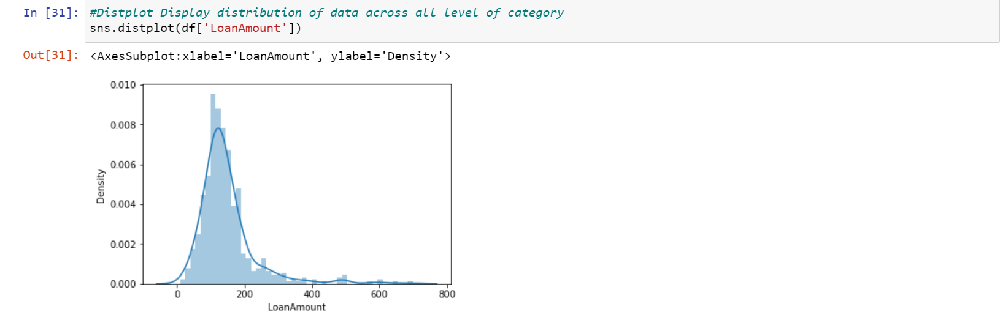 In [31]: #Distplot Display distribution of data across all level of category
sns.distplot(df['LoanAmount'])
Out[31]: <AxesSubplot:xlabel='LoanAmount', ylabel='Density'>
0.010
0.008
0.006
0.004
0.002
0.000
Density
0 200 400 600 800
LoanAmount